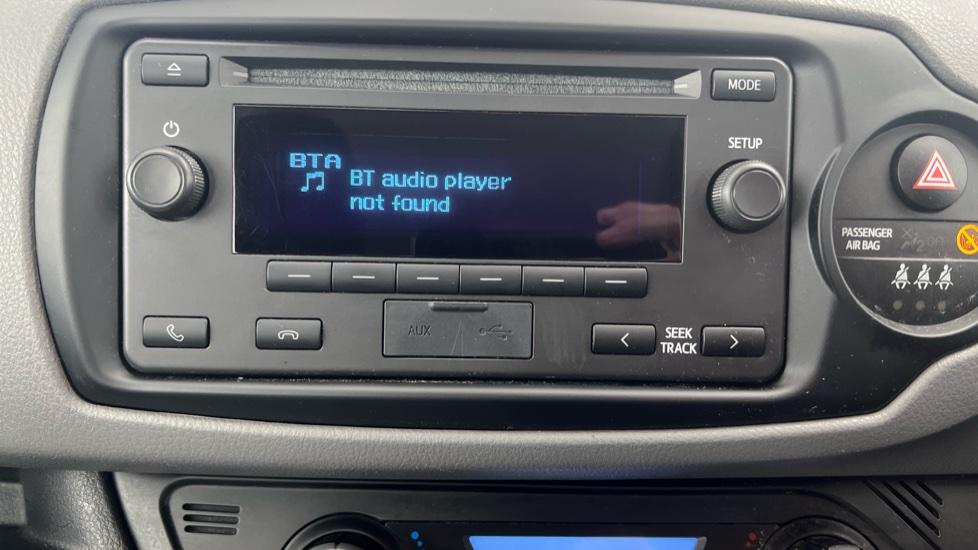 MODE
SETUP
BTA
BT audio player
not found
PASSENGER
AIR BAG
AUX
SEEK
TRACK